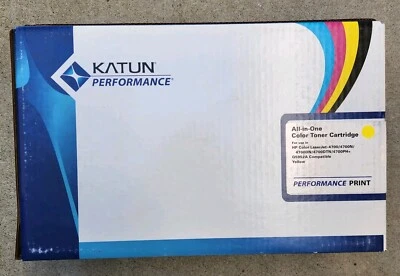 KATUN®
PERFORMANCE®
All-in-One
Color Toner Cartridge
For use in
HP Color LaserJet-4700/4700N/
4700DN/4700DTN/4700PH+
Q5952A Compatible
Yellow
PERFORMANCE PRINT